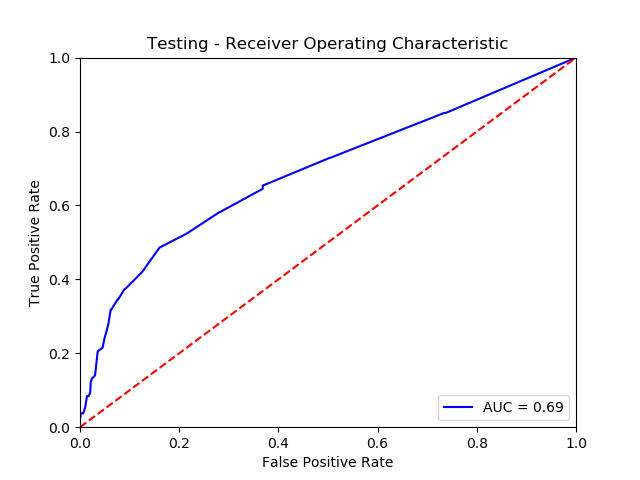 Testing - Receiver Operating Characteristic
True Positive Rate
1.0
0.8
0.6
0.4
0.2
0.0
0.0 0.2 0.4 0.6 0.8 1.0
False Positive Rate
AUC = 0.69